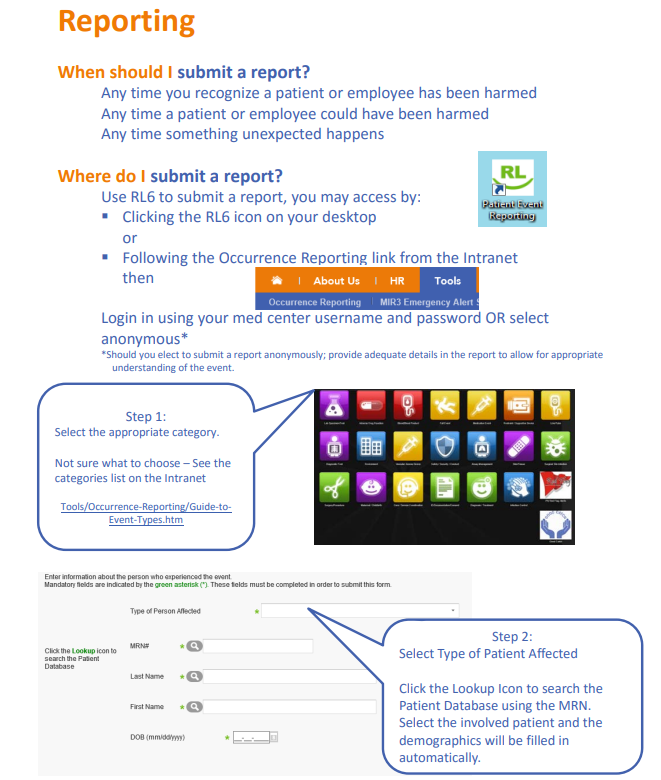 Reporting
When should I submit a report?
Any time you recognize a patient or employee has been harmed
Any time a patient or employee could have been harmed
Any time something unexpected happens
Where do I submit a report?
Use RL6 to submit a report, you may access by:
▪ Clicking the RL6 icon on your desktop
or
▪ Following the Occurrence Reporting link from the Intranet
then
RL
Patient Event
Reporting
About Us | HR Tools
Occurrence Reporting MIR3 Emergency Alert
Login in using your med center username and password OR select
anonymous*
*Should you elect to submit a report anonymously; provide adequate details in the report to allow for appropriate
understanding of the event.
Step 1:
Select the appropriate category.
Not sure what to choose – See the
categories list on the Intranet
Tools/Occurrence-Reporting/Guide-to-
Event-Types.htm
Enter information about the person who experienced the event.
Mandatory fields are indicated by the green asterisk (*). These fields must be completed in order to submit this form.
Type of Person Affected *
Click the Lookup icon to
search the Patient
Database
MRN# *
Last Name *
First Name *
DOB (mm/dd/yyyy) * __-__-____
Step 2:
Select Type of Patient Affected
Click the Lookup Icon to search the
Patient Database using the MRN.
Select the involved patient and the
demographics will be filled in
automatically.